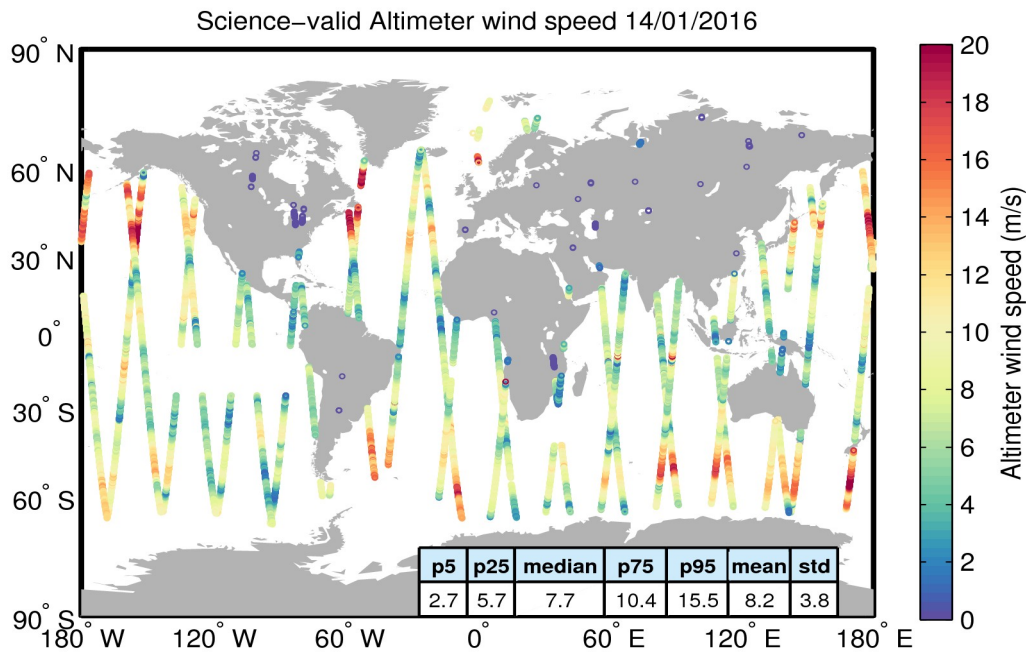 Science−valid Altimeter wind speed 14/01/2016
90° N
60° N
30° N
0°
30° S
60° S
90° S
180° W
120° W
60° W
0°
60° E
120° E
180° E
p5 p25 median p75 p95 mean std
2.7 5.7 7.7 10.4 15.5 8.2 3.8
20
18
16
14
12
10
8
6
4
2
0
Altimeter wind speed (m/s)